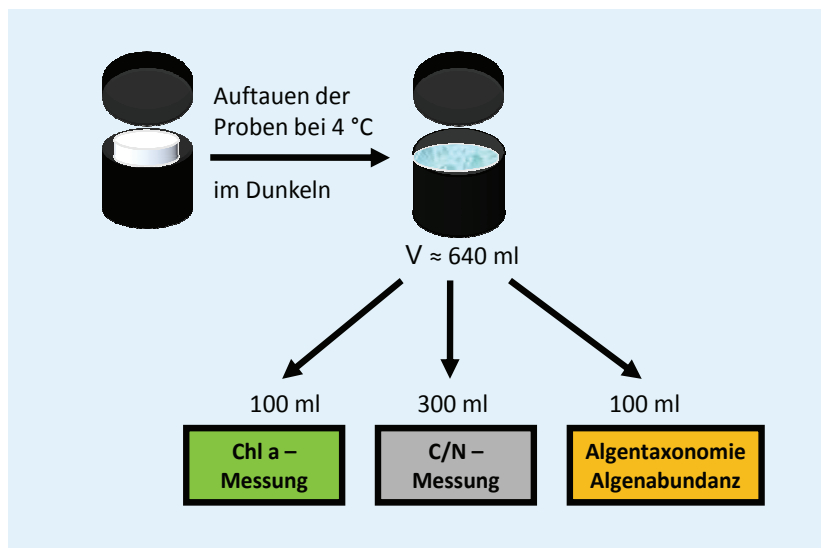 Auftauen der
Proben bei 4 °C
im Dunkeln
V ≈ 640 ml
100 ml
300 ml
100 ml
Chl a –
Messung
C/N –
Messung
Algentaxonomie
Algenabundanz